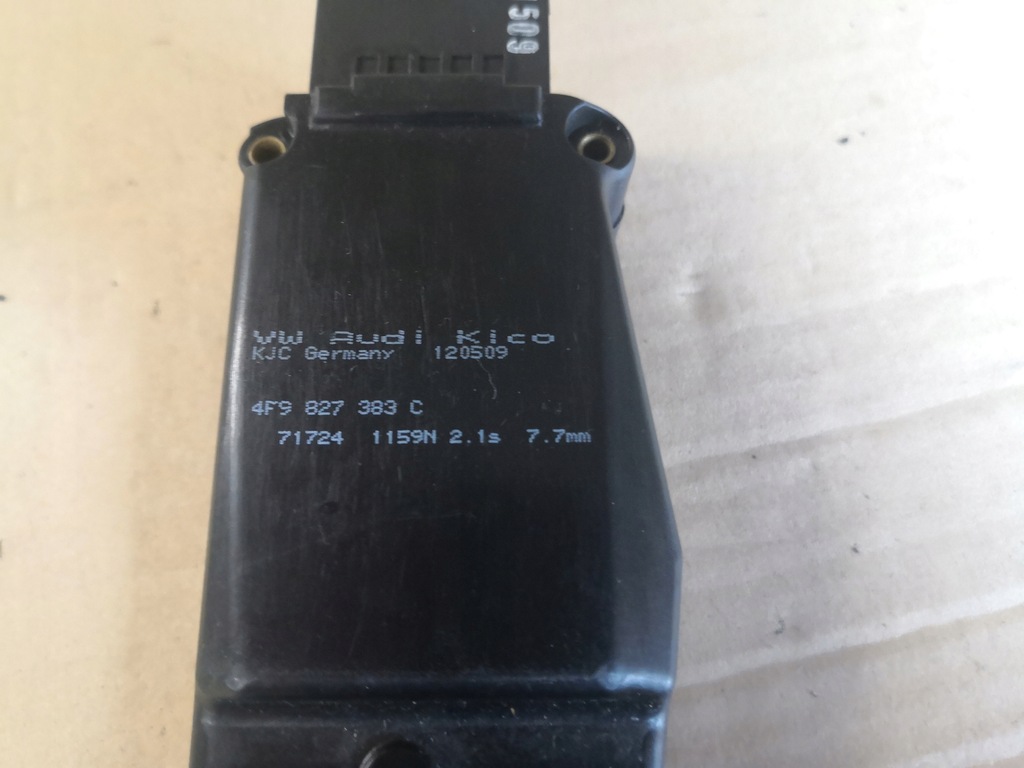 509
VW Audi Kico
KJC Germany 120509
4F9 827 383 C
71724 1159N 2.1s 7.7mm